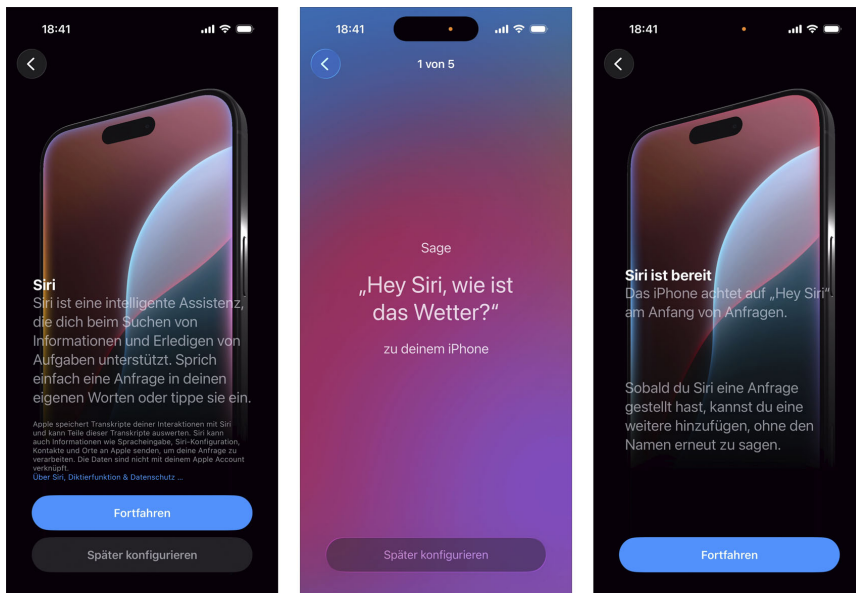 18:41
Siri
Siri ist eine intelligente Assistenz,
die dich beim Suchen von
Informationen und Erledigen von
Aufgaben unterstützt. Sprich
einfach eine Anfrage in deinen
eigenen Worten oder tippe sie ein.
Apple speichert Transkripte deiner Interaktionen mit Siri
und kann Teile dieser Transkripte auswerten. Siri kann
auch Informationen wie Spracheingabe, Siri-Konfiguration,
Kontakte und Orte an Apple senden, um deine Anfrage zu
verarbeiten. Die Daten sind nicht mit deinem Apple Account
verknüpft.
Über Siri, Diktierfunktion & Datenschutz ...
Fortfahren
Später konfigurieren
18:41
1 von 5
Sage
„Hey Siri, wie ist
das Wetter?“
zu deinem iPhone
Später konfigurieren
18:41
Siri ist bereit
Das iPhone achtet auf „Hey Siri“
am Anfang von Anfragen.
Sobald du Siri eine Anfrage
gestellt hast, kannst du eine
weitere hinzufügen, ohne den
Namen erneut zu sagen.
Fortfahren